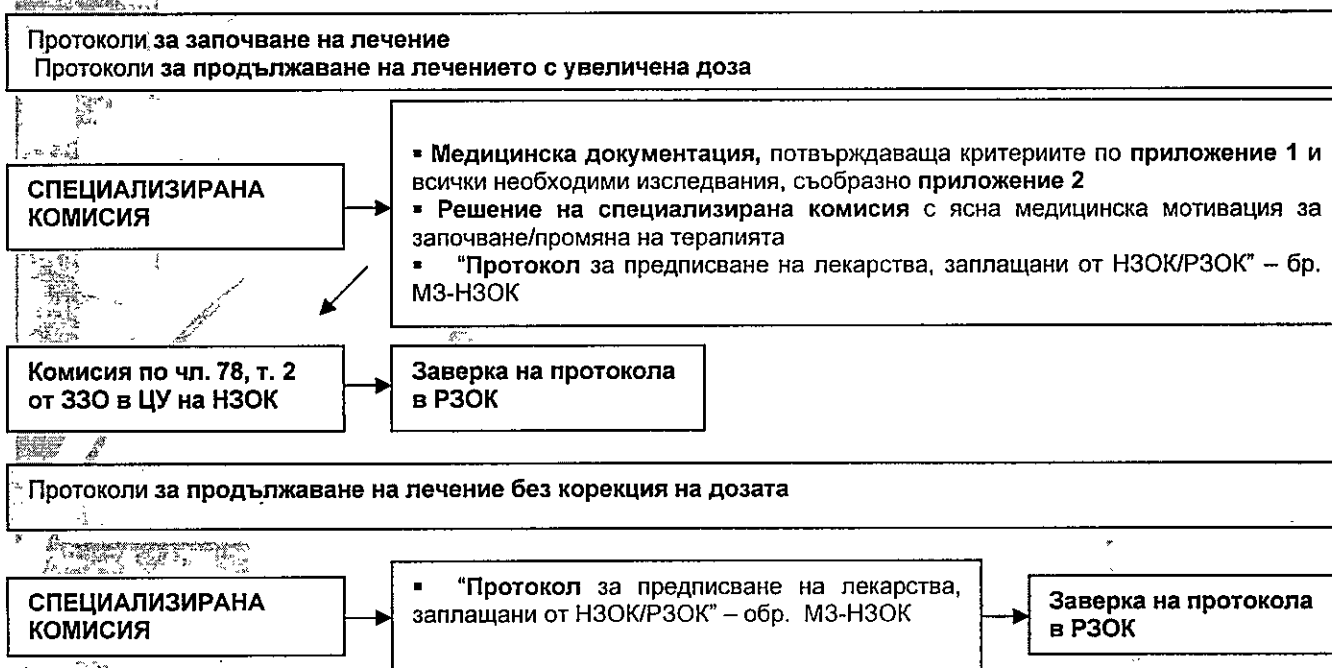 Протоколи за започване на лечение
Протоколи за продължаване на лечението с увеличена доза
СПЕЦИАЛИЗИРАНА
КОМИСИЯ
▪ Медицинска документация, потвърждаваща критериите по приложение 1 и
всички необходими изследвания, съобразно приложение 2
▪ Решение на специализирана комисия с ясна медицинска мотивация за
започване/промяна на терапията
▪ "Протокол за предписване на лекарства, заплащани от НЗОК/РЗОК" – бр.
МЗ-НЗОК
Комисия по чл. 78, т. 2
от ЗЗО в ЦУ на НЗОК
Заверка на протокола
в РЗОК
Протоколи за продължаване на лечение без корекция на дозата
СПЕЦИАЛИЗИРАНА
КОМИСИЯ
▪ "Протокол за предписване на лекарства,
заплащани от НЗОК/РЗОК" – обр. МЗ-НЗОК
Заверка на протокола
в РЗОК